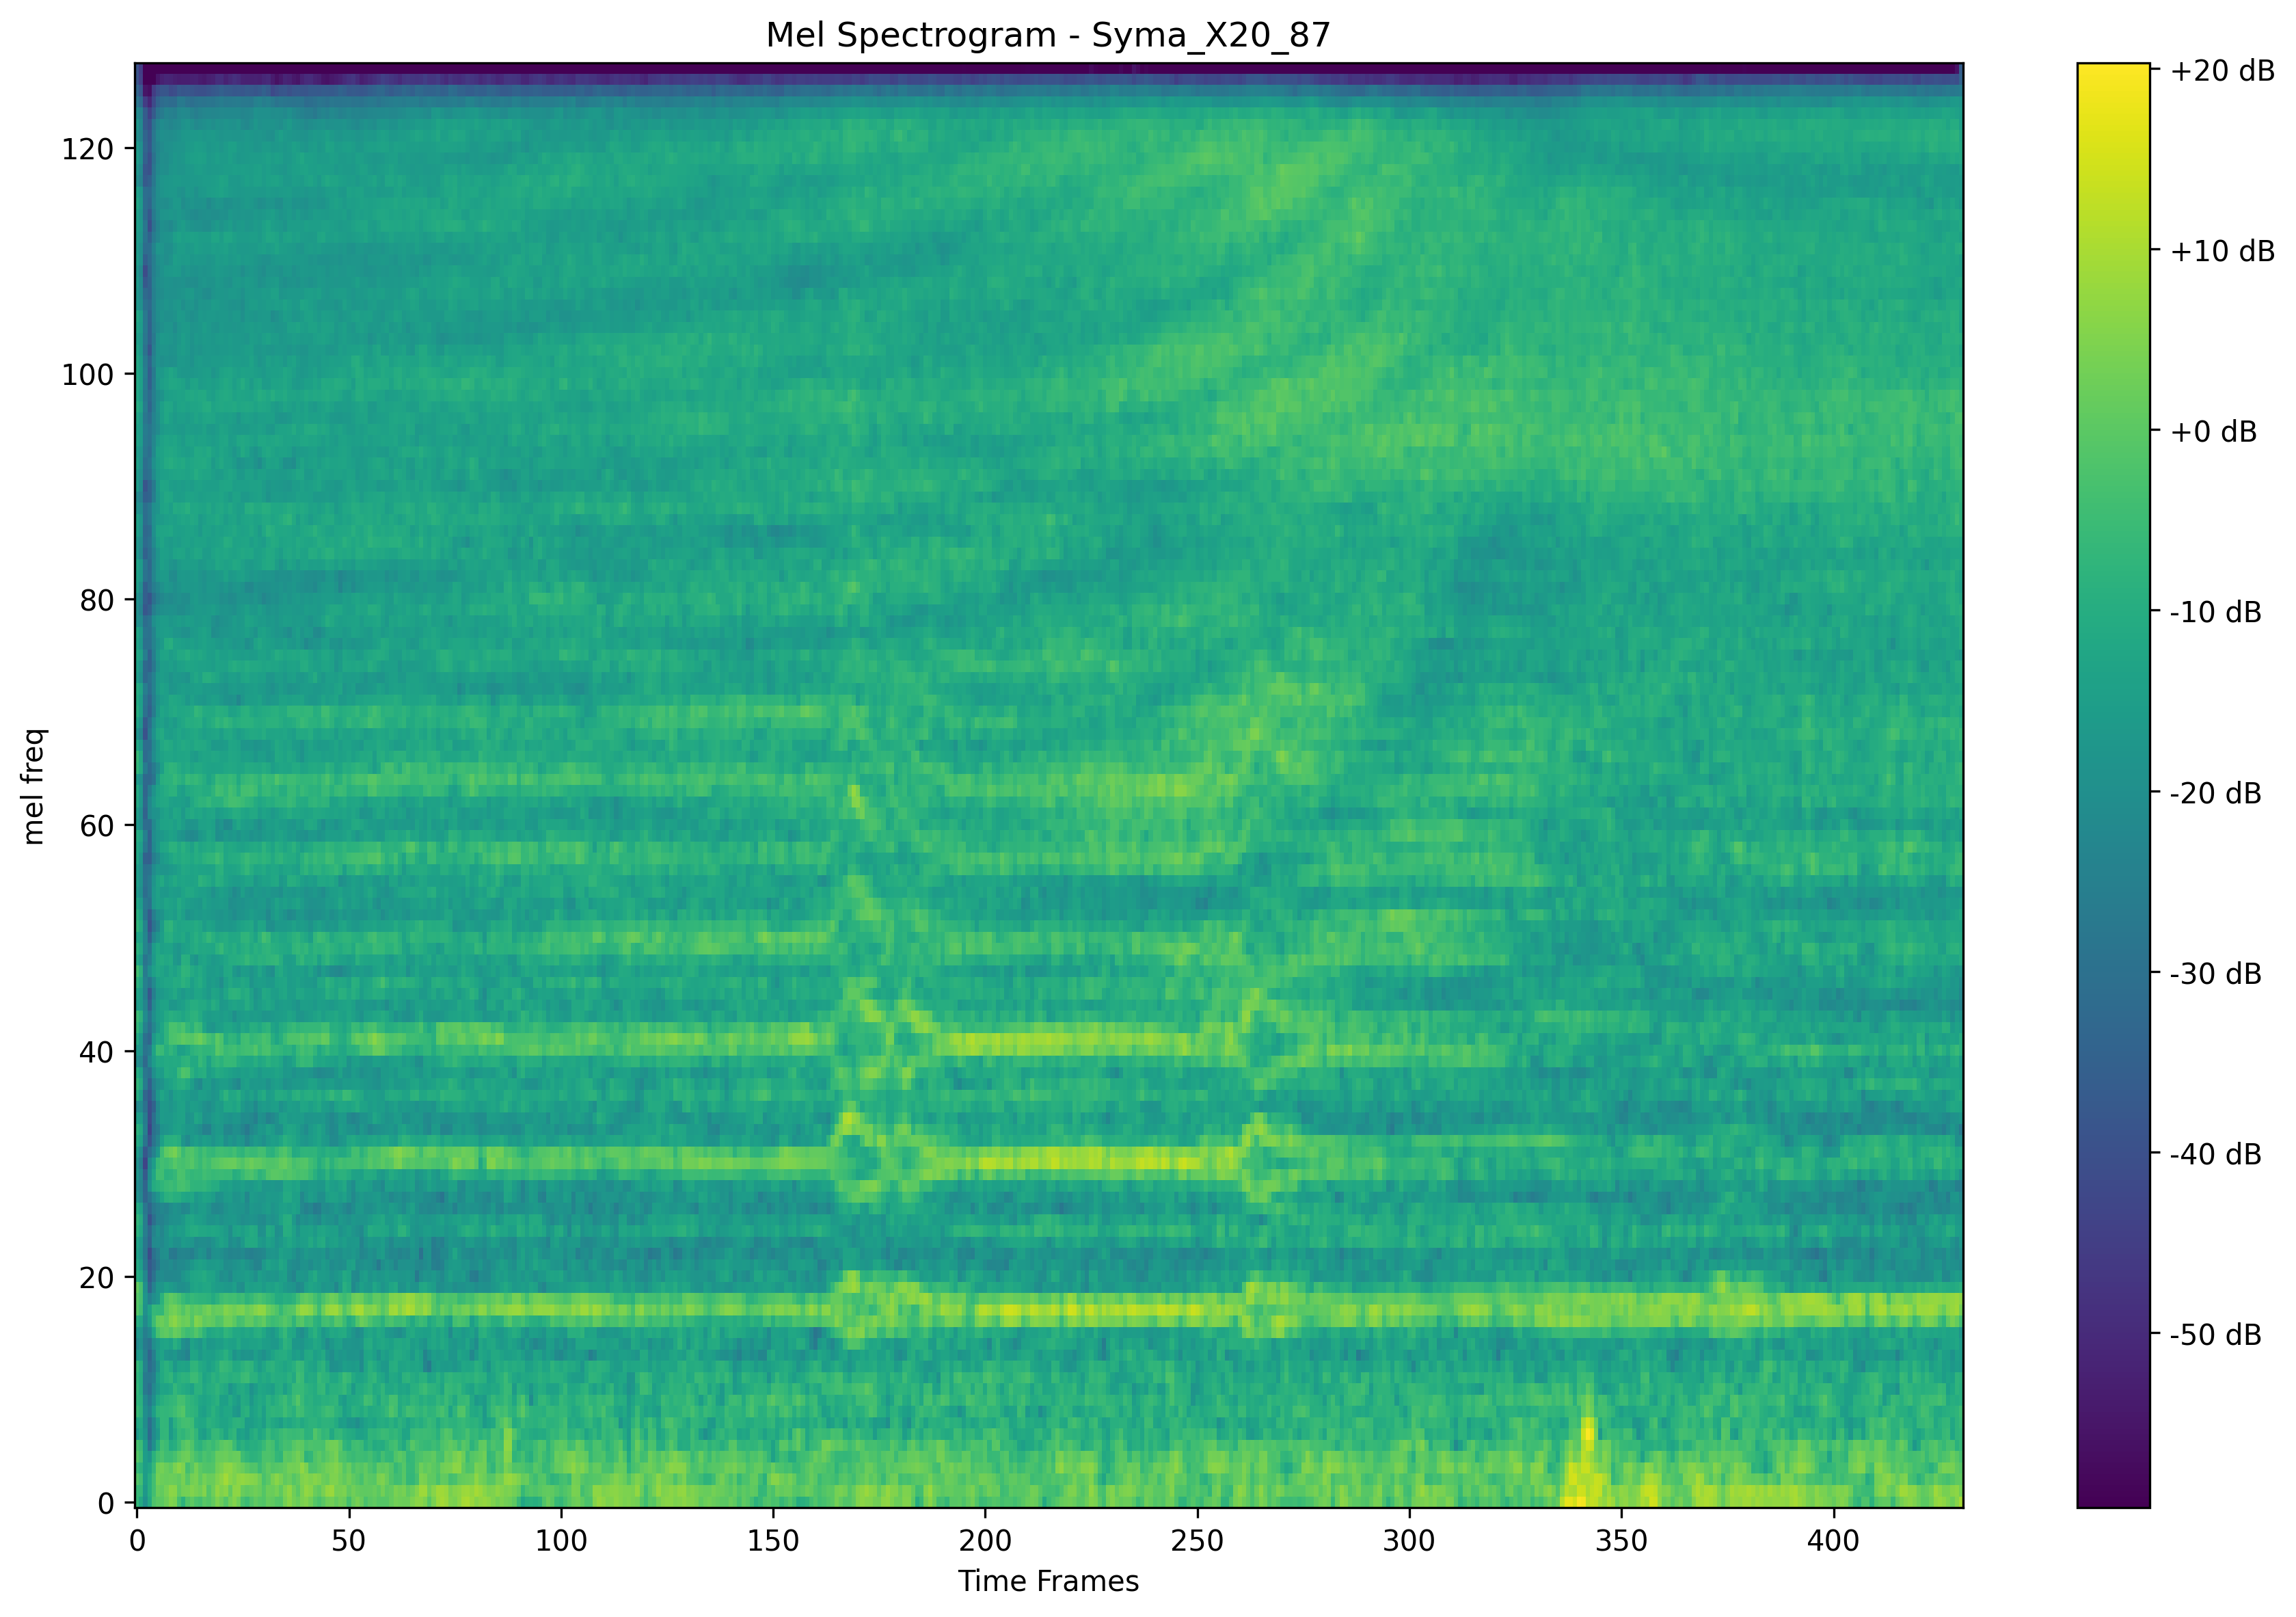 Mel Spectrogram - Syma_X20_87
mel freq
120
100
80
60
40
20
0
0 50 100 150 200 250 300 350 400
Time Frames
+20 dB
+10 dB
+0 dB
-10 dB
-20 dB
-30 dB
-40 dB
-50 dB